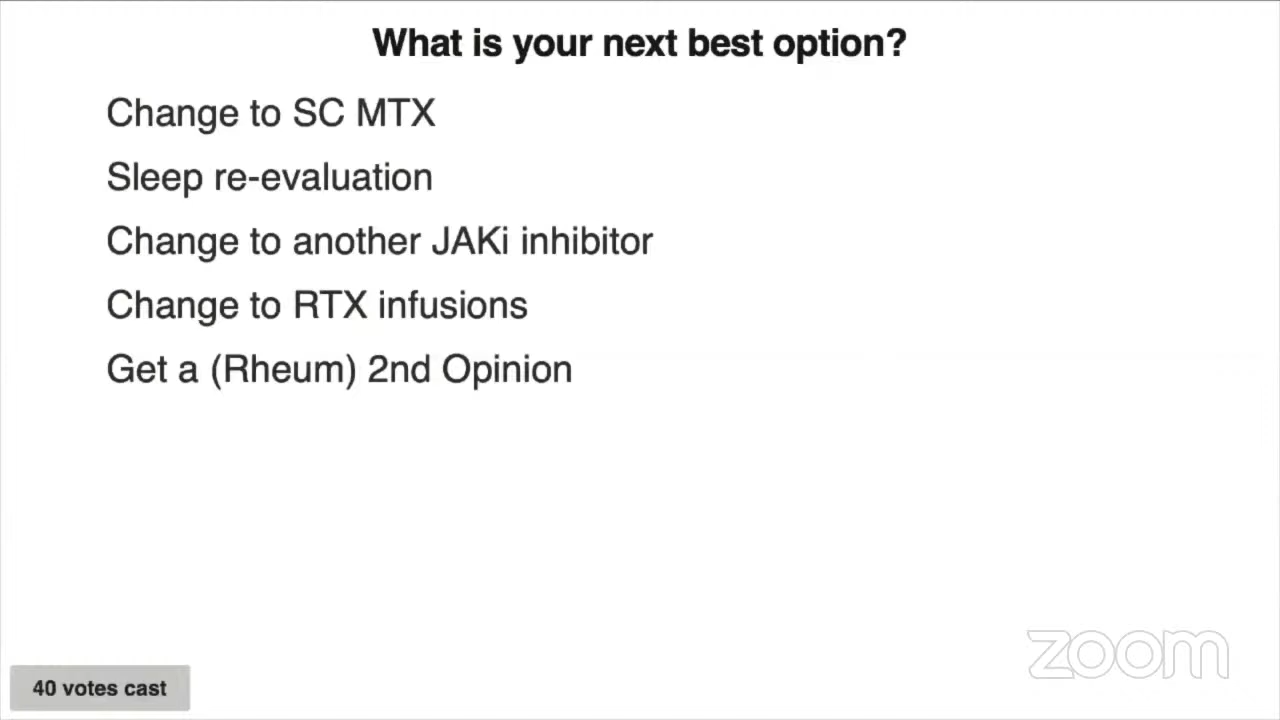 What is your next best option?
Change to SC MTX
Sleep re-evaluation
Change to another JAKi inhibitor
Change to RTX infusions
Get a (Rheum) 2nd Opinion
zoom
40 votes cast